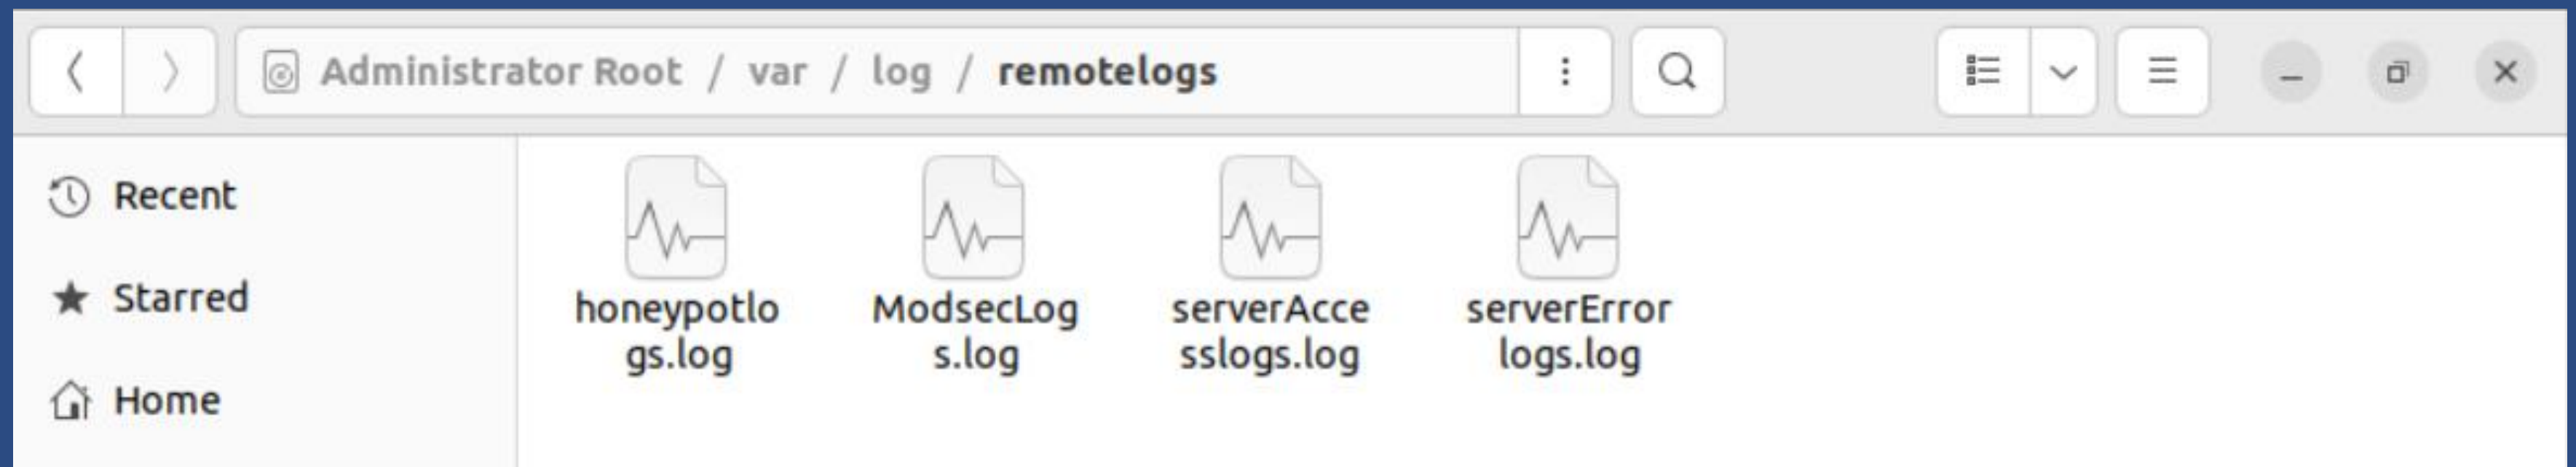 Administrator Root / var / log / remotelogs
Recent
Starred
Home
honeypotlo
gs.log
ModsecLog
s.log
serverAcce
sslogs.log
serverError
logs.log